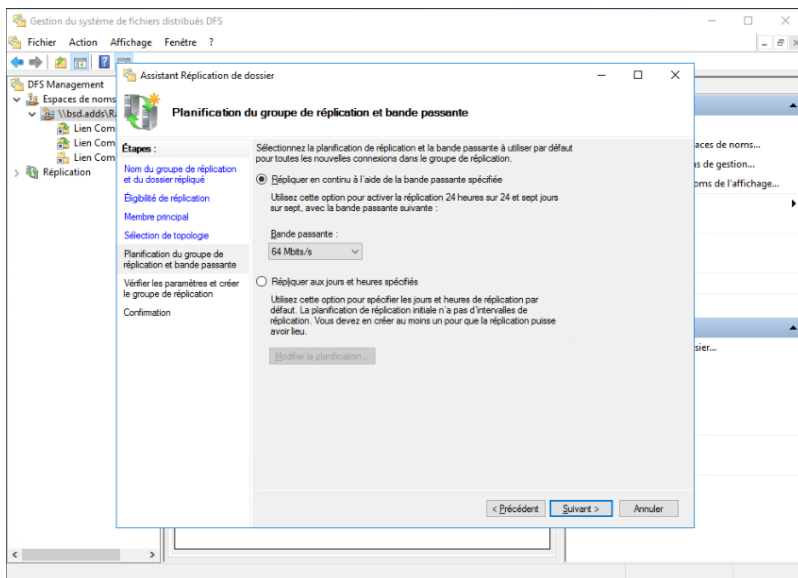 Gestion du système de fichiers distribués DFS
Fichier Action Affichage Fenêtre ?
DFS Management
Espaces de noms
\\bsd.adds\R
Lien Com
Lien Com
Lien Com
Réplication
Assistant Réplication de dossier
Planification du groupe de réplication et bande passante
Étapes :
Nom du groupe de réplication
et du dossier répliqué
Éligibilité de réplication
Membre principal
Sélection de topologie
Planification du groupe de
réplication et bande passante
Vérifier les paramètres et créer
le groupe de réplication
Confirmation
Sélectionnez la planification de réplication et la bande passante à utiliser par défaut
pour toutes les nouvelles connexions dans le groupe de réplication.
Répliquer en continu à l'aide de la bande passante spécifiée
Utilisez cette option pour activer la réplication 24 heures sur 24 et sept jours
sur sept, avec la bande passante suivante :
Bande passante :
64 Mbits/s
Répliquer aux jours et heures spécifiés
Utilisez cette option pour spécifier les jours et heures de réplication par
défaut. La planification de réplication initiale n'a pas d'intervalles de
réplication. Vous devez en créer au moins un pour que la réplication puisse
avoir lieu.
Modifier la planification...
< Précédent
Suivant >
Annuler
aces de noms...
s de gestion...
oms de l'affichage...
sier...